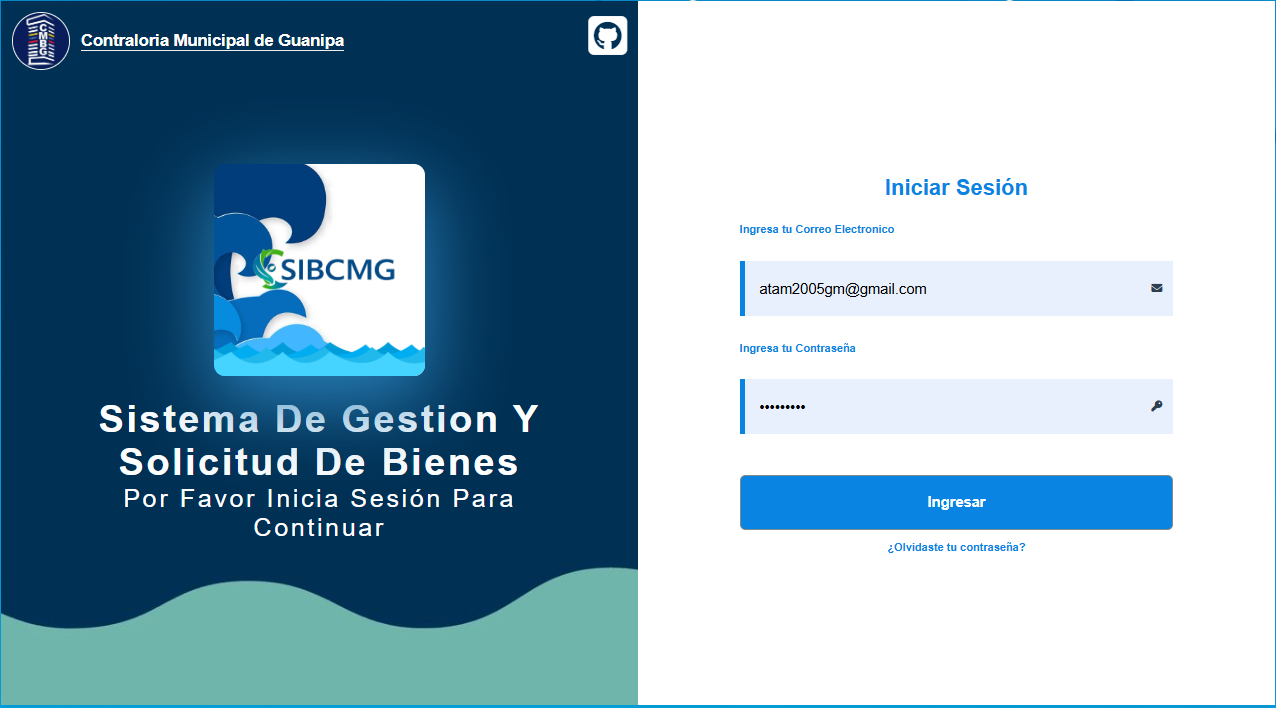 CMBG
Contraloria Municipal de Guanipa
SIBCMG
Sistema De Gestion Y
Solicitud De Bienes
Por Favor Inicia Sesión Para
Continuar
Iniciar Sesión
Ingresa tu Correo Electronico
atam2005gm@gmail.com
Ingresa tu Contraseña
•••••••••
Ingresar
¿Olvidaste tu contraseña?